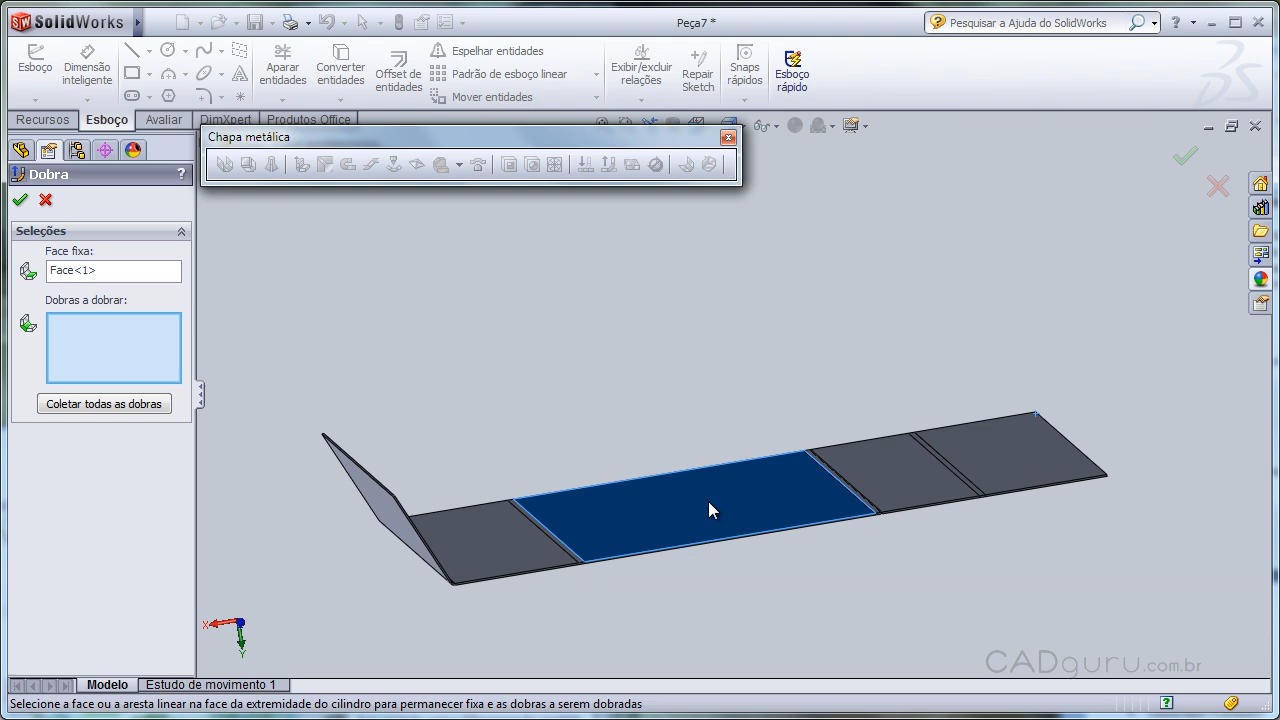 SolidWorks
Peça7 *
Pesquisar a Ajuda do SolidWorks
Esboço
Dimensão
inteligente
Aparar
entidades
Converter
entidades
Offset de
entidades
Espelhar entidades
Padrão de esboço linear
Mover entidades
Exibir/excluir
relações
Repair
Sketch
Snaps
rápidos
Esboço
rápido
Recursos
Esboço
Avaliar
DimXpert
Produtos Office
Chapa metálica
Dobra
?
Seleções
Face fixa:
Face<1>
Dobras a dobrar:
Coletar todas as dobras
X
Y
CADguru.com.br
Modelo
Estudo de movimento 1
Selecione a face ou a aresta linear na face da extremidade do cilindro para permanecer fixa e as dobras a serem dobradas